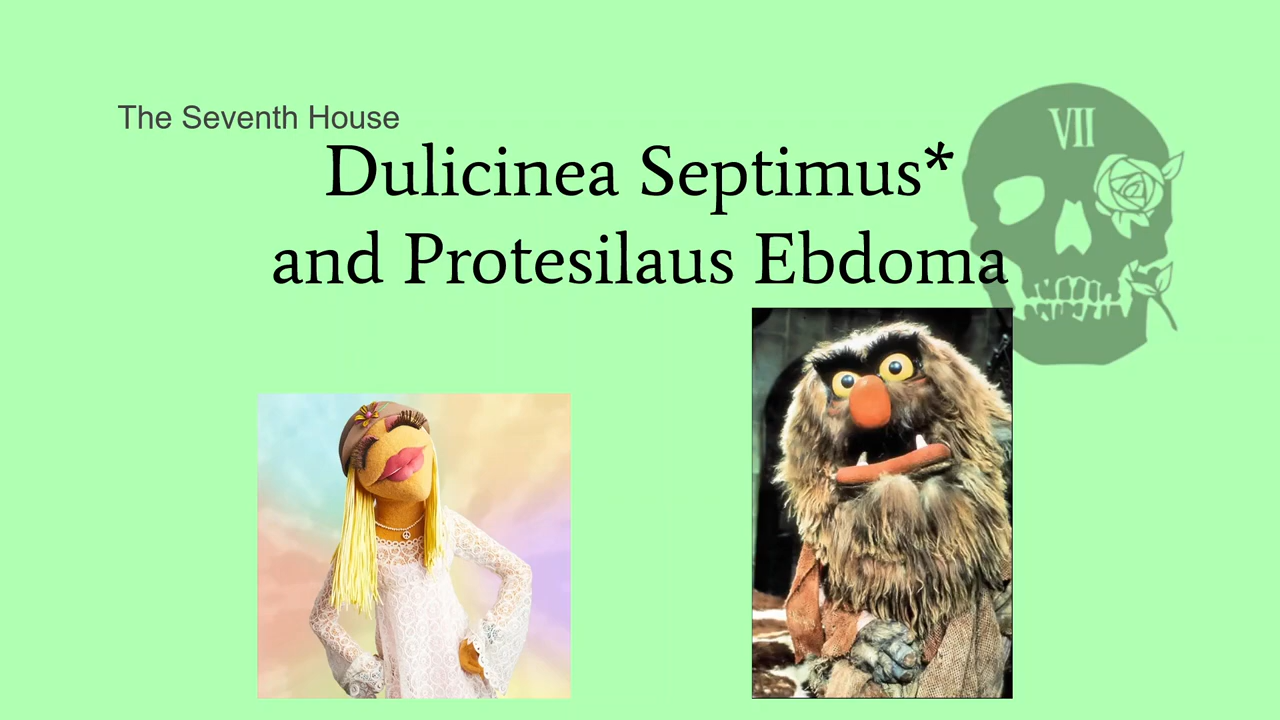 The Seventh House
VII
Dulicinea Septimus*
and Protesilaus Ebdoma